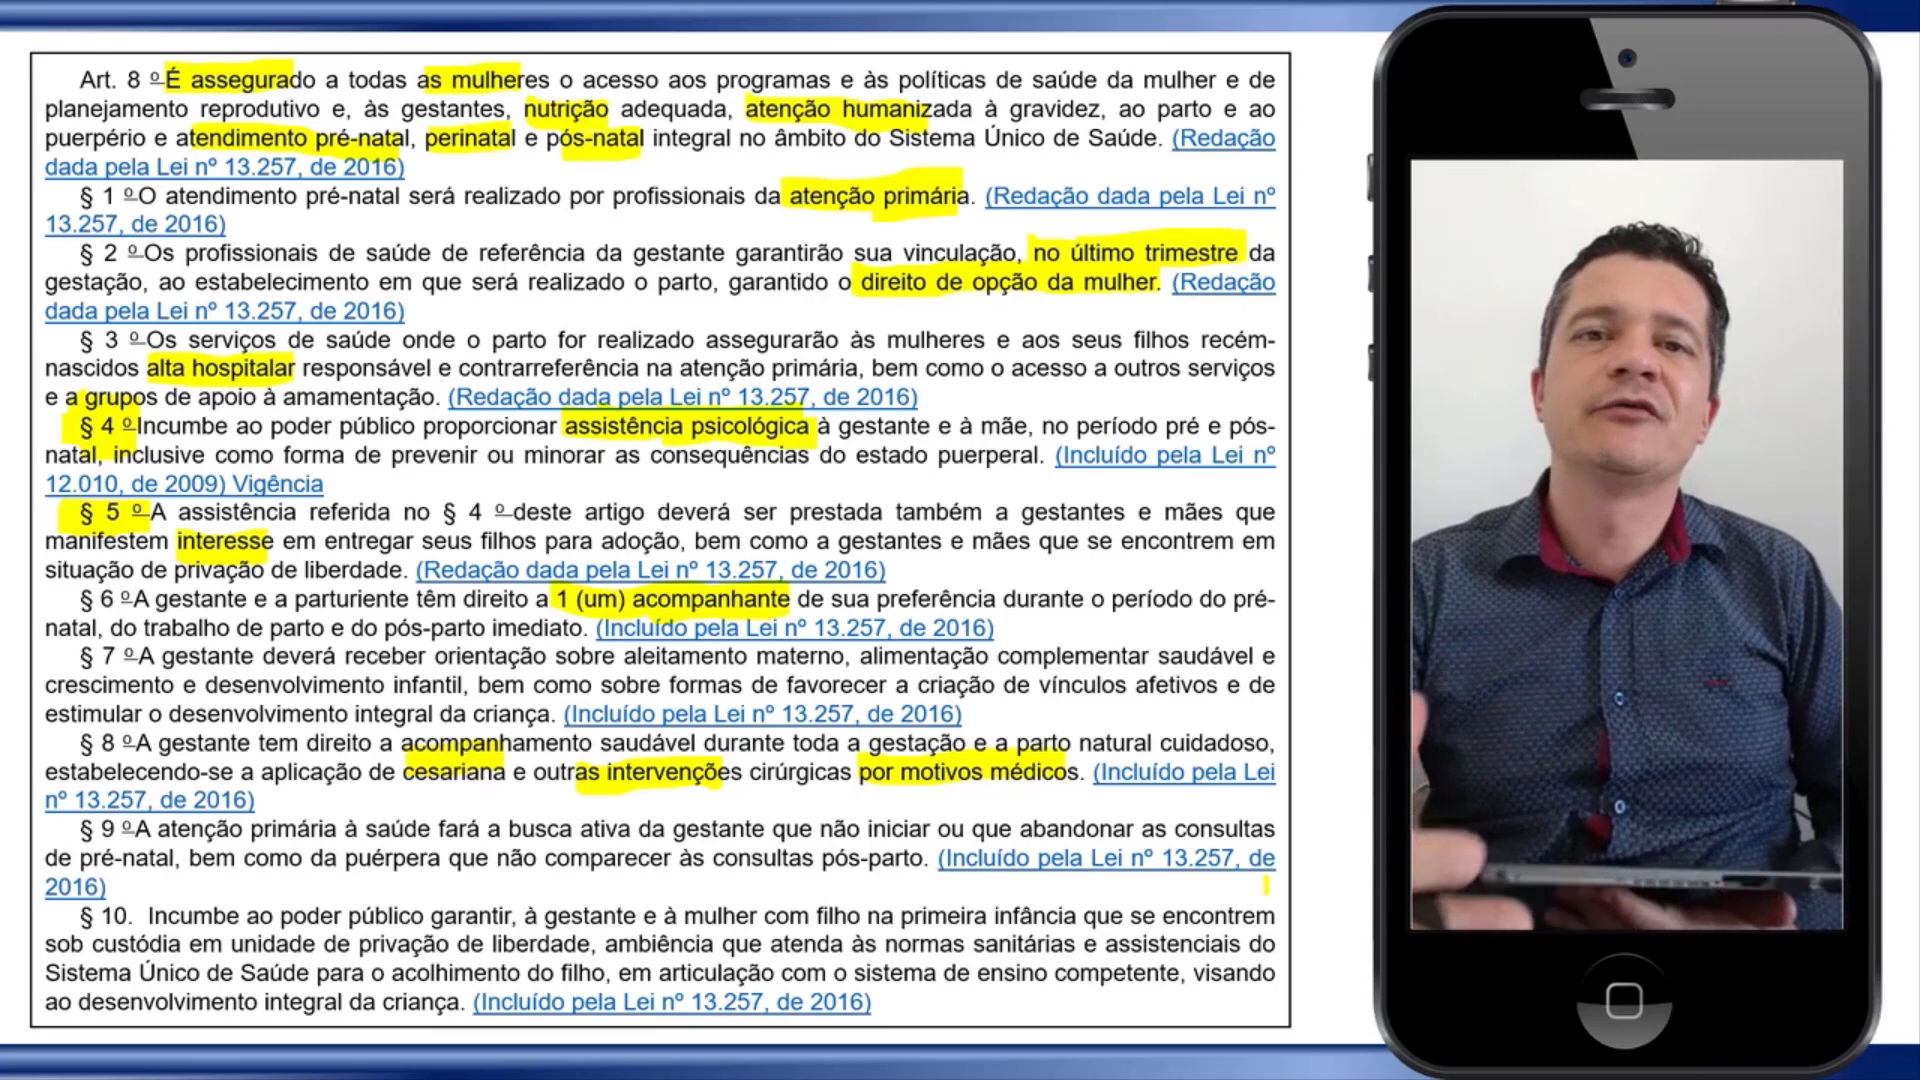 Art. 8 º É assegurado a todas as mulheres o acesso aos programas e às políticas de saúde da mulher e de
planejamento reprodutivo e, às gestantes, nutrição adequada, atenção humanizada à gravidez, ao parto e ao
puerpério e atendimento pré-natal, perinatal e pós-natal integral no âmbito do Sistema Único de Saúde. (Redação
dada pela Lei nº 13.257, de 2016)
§ 1 º O atendimento pré-natal será realizado por profissionais da atenção primária. (Redação dada pela Lei nº
13.257, de 2016)
§ 2 º Os profissionais de saúde de referência da gestante garantirão sua vinculação, no último trimestre da
gestação, ao estabelecimento em que será realizado o parto, garantido o direito de opção da mulher. (Redação
dada pela Lei nº 13.257, de 2016)
§ 3 º Os serviços de saúde onde o parto for realizado assegurarão às mulheres e aos seus filhos recém-
nascidos alta hospitalar responsável e contrarreferência na atenção primária, bem como o acesso a outros serviços
e a grupos de apoio à amamentação. (Redação dada pela Lei nº 13.257, de 2016)
§ 4 º Incumbe ao poder público proporcionar assistência psicológica à gestante e à mãe, no período pré e pós-
natal, inclusive como forma de prevenir ou minorar as consequências do estado puerperal. (Incluído pela Lei nº
12.010, de 2009) Vigência
§ 5 º A assistência referida no § 4 º deste artigo deverá ser prestada também a gestantes e mães que
manifestem interesse em entregar seus filhos para adoção, bem como a gestantes e mães que se encontrem em
situação de privação de liberdade. (Redação dada pela Lei nº 13.257, de 2016)
§ 6 º A gestante e a parturiente têm direito a 1 (um) acompanhante de sua preferência durante o período do pré-
natal, do trabalho de parto e do pós-parto imediato. (Incluído pela Lei nº 13.257, de 2016)
§ 7 º A gestante deverá receber orientação sobre aleitamento materno, alimentação complementar saudável e
crescimento e desenvolvimento infantil, bem como sobre formas de favorecer a criação de vínculos afetivos e de
estimular o desenvolvimento integral da criança. (Incluído pela Lei nº 13.257, de 2016)
§ 8 º A gestante tem direito a acompanhamento saudável durante toda a gestação e a parto natural cuidadoso,
estabelecendo-se a aplicação de cesariana e outras intervenções cirúrgicas por motivos médicos. (Incluído pela Lei
nº 13.257, de 2016)
§ 9 º A atenção primária à saúde fará a busca ativa da gestante que não iniciar ou que abandonar as consultas
de pré-natal, bem como da puérpera que não comparecer às consultas pós-parto. (Incluído pela Lei nº 13.257, de
2016)
§ 10. Incumbe ao poder público garantir, à gestante e à mulher com filho na primeira infância que se encontrem
sob custódia em unidade de privação de liberdade, ambiência que atenda às normas sanitárias e assistenciais do
Sistema Único de Saúde para o acolhimento do filho, em articulação com o sistema de ensino competente, visando
ao desenvolvimento integral da criança. (Incluído pela Lei nº 13.257, de 2016)